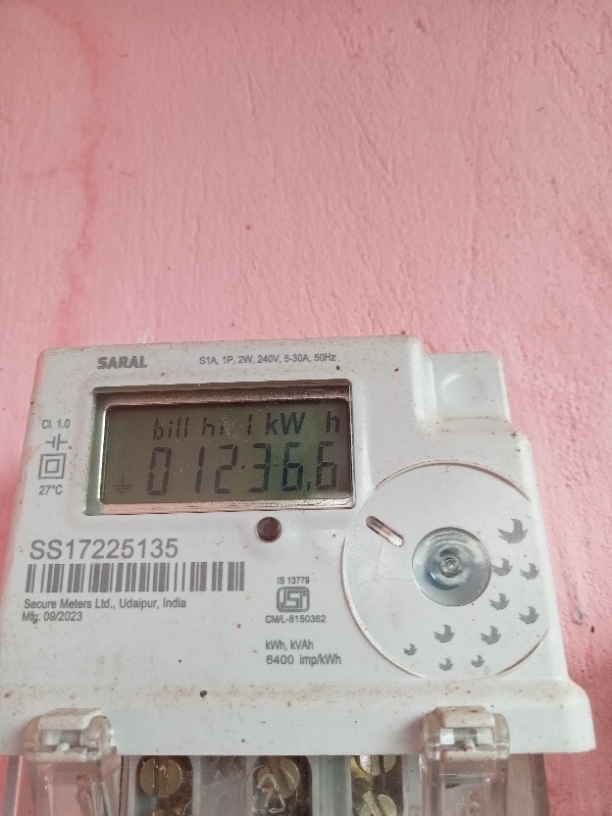 SARAL
S1A, 1P, 2W, 240V, 5-30A, 50Hz
Cl. 1.0
bill hi 1 kW h
01236.6
27°C
SS17225135
Secure Meters Ltd., Udaipur, India
Mfg. 09/2023
IS 13779
ISI
CM/L-8150362
kWh, kVAh
6400 imp/kWh